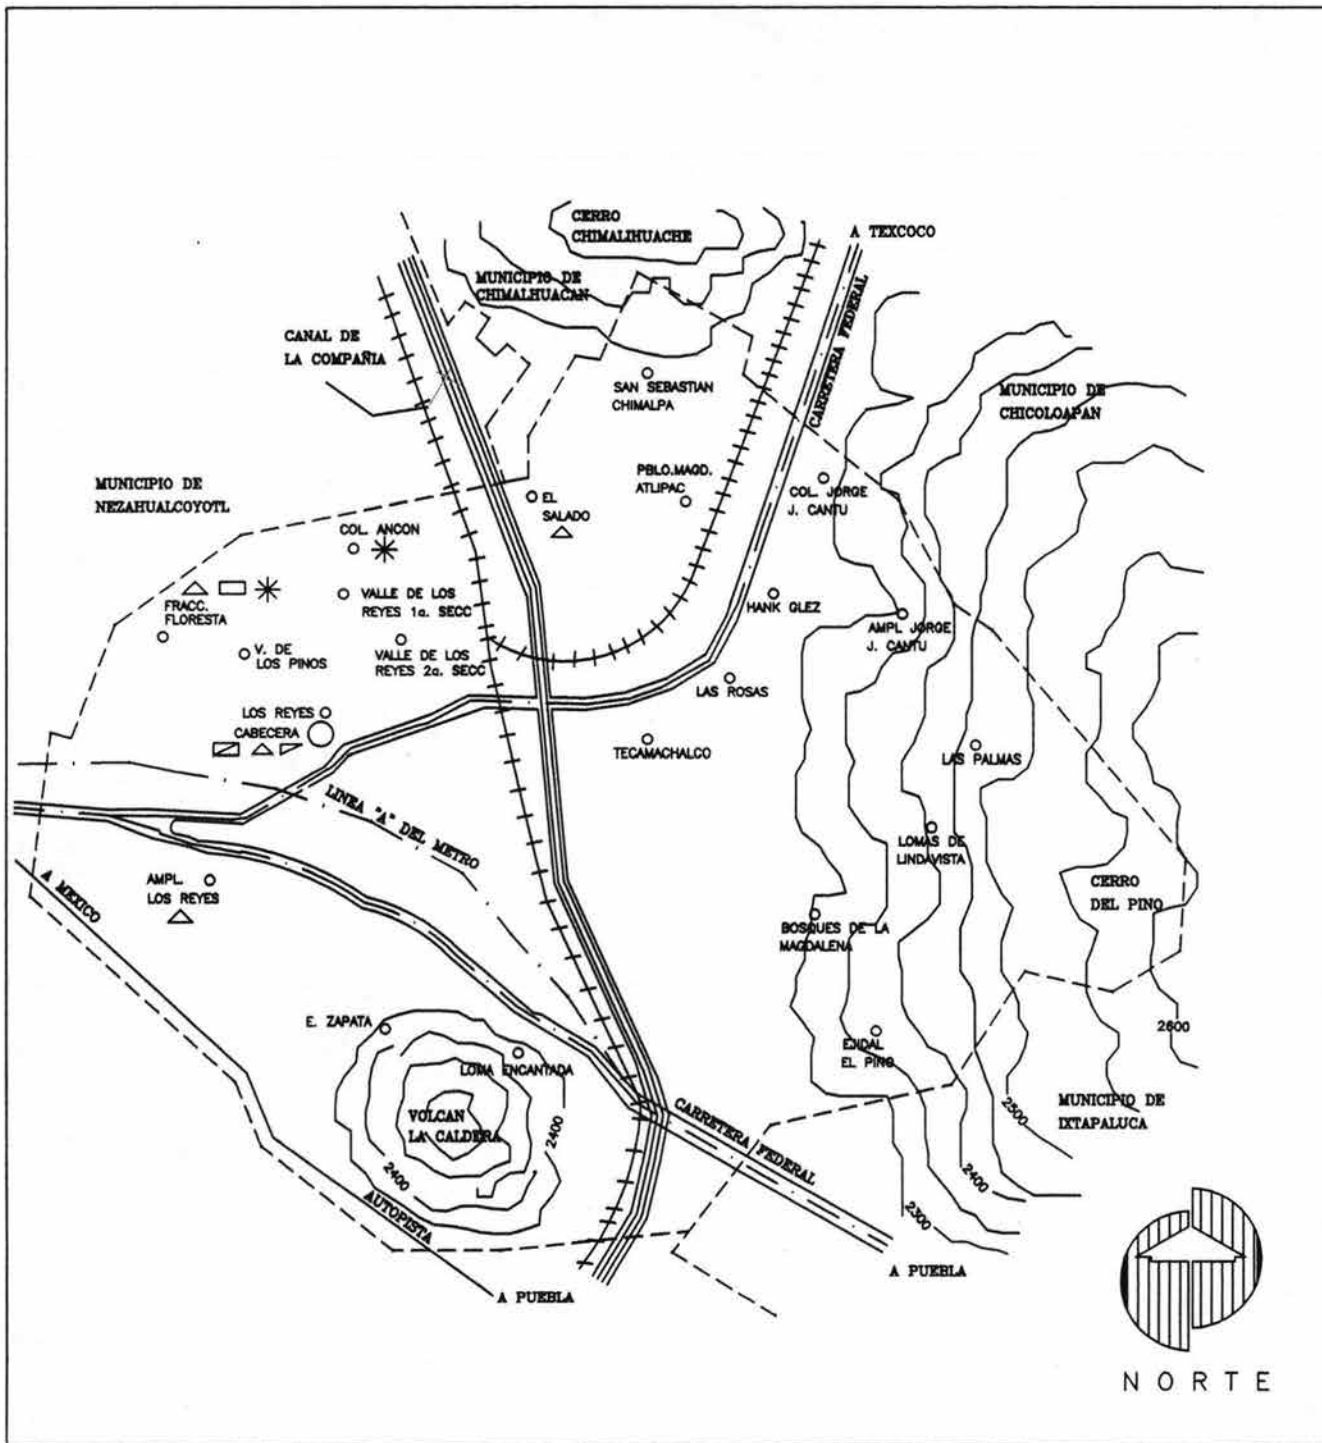 CERRO
CHIMALIHUACHE
A TEXCOCO
MUNICIPIO DE
CHIMALHUACAN
CANAL DE
LA COMPAÑIA
CARRETERA FEDERAL
SAN SEBASTIAN
CHIMALPA
MUNICIPIO DE
CHICOLOAPAN
MUNICIPIO DE
NEZAHUALCOYOTL
PBLO.MAGD.
ATLIPAC
COL. JORGE
J. CANTU
EL
SALADO
COL. ANCON
VALLE DE LOS
REYES 1a. SECC
HANK GLEZ
FRACC.
FLORESTA
AMPL JORGE
J. CANTU
V. DE
LOS PINOS
VALLE DE LOS
REYES 2a. SECC
LAS ROSAS
LOS REYES
CABECERA
TECAMACHALCO
LAS PALMAS
LINEA "A" DEL METRO
LOMAS DE
LINDAVISTA
A MEXICO
AMPL.
LOS REYES
CERRO
DEL PINO
BOSQUES DE LA
MAGDALENA
E. ZAPATA
LOMA ENCANTADA
EJIDAL
EL PINO
2600
VOLCAN
LA CALDERA
2400
2400
CARRETERA FEDERAL
2500
MUNICIPIO DE
IXTAPALUCA
2400
2300
AUTOPISTA
A PUEBLA
A PUEBLA
NORTE